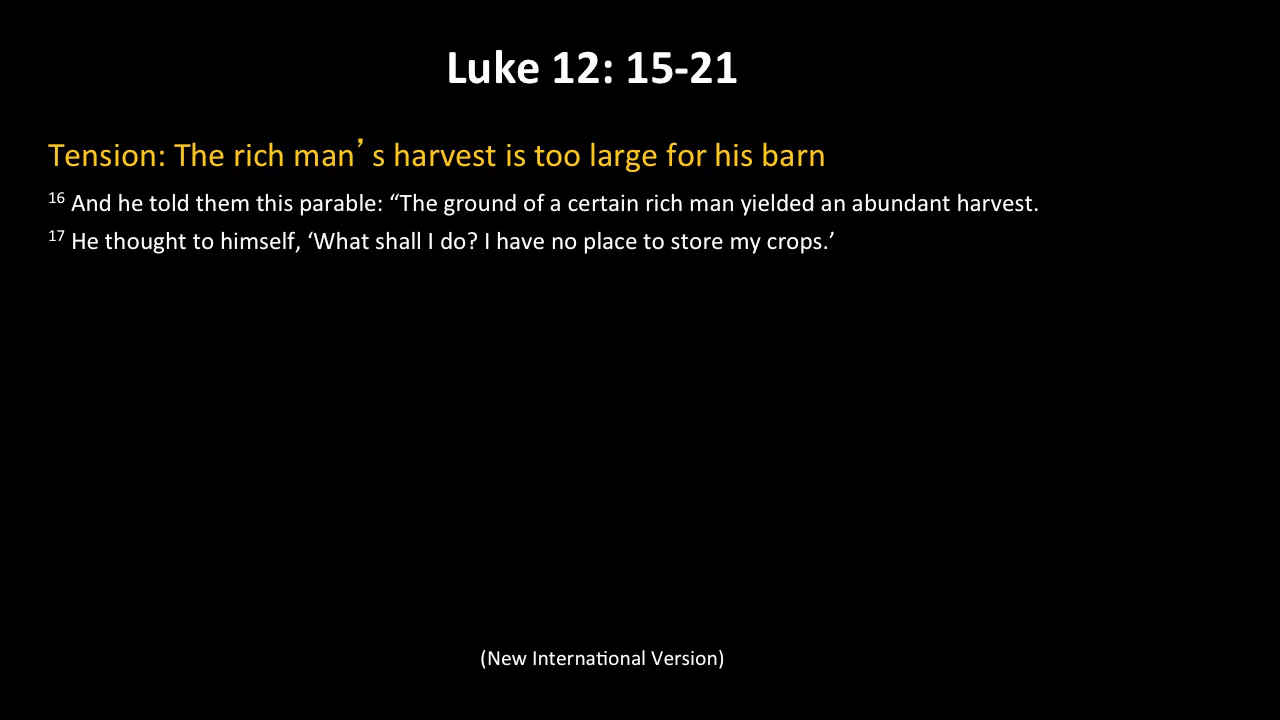 Luke 12: 15-21
Tension: The rich man’s harvest is too large for his barn
16 And he told them this parable: “The ground of a certain rich man yielded an abundant harvest.
17 He thought to himself, ‘What shall I do? I have no place to store my crops.’
(New International Version)